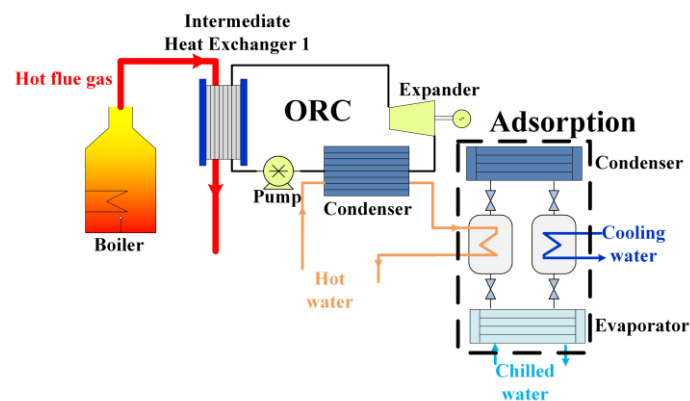 Intermediate
Heat Exchanger 1
Hot flue gas
Expander
ORC
Adsorption
Condenser
Pump
Condenser
Boiler
Cooling
water
Hot
water
Evaporator
Chilled
water